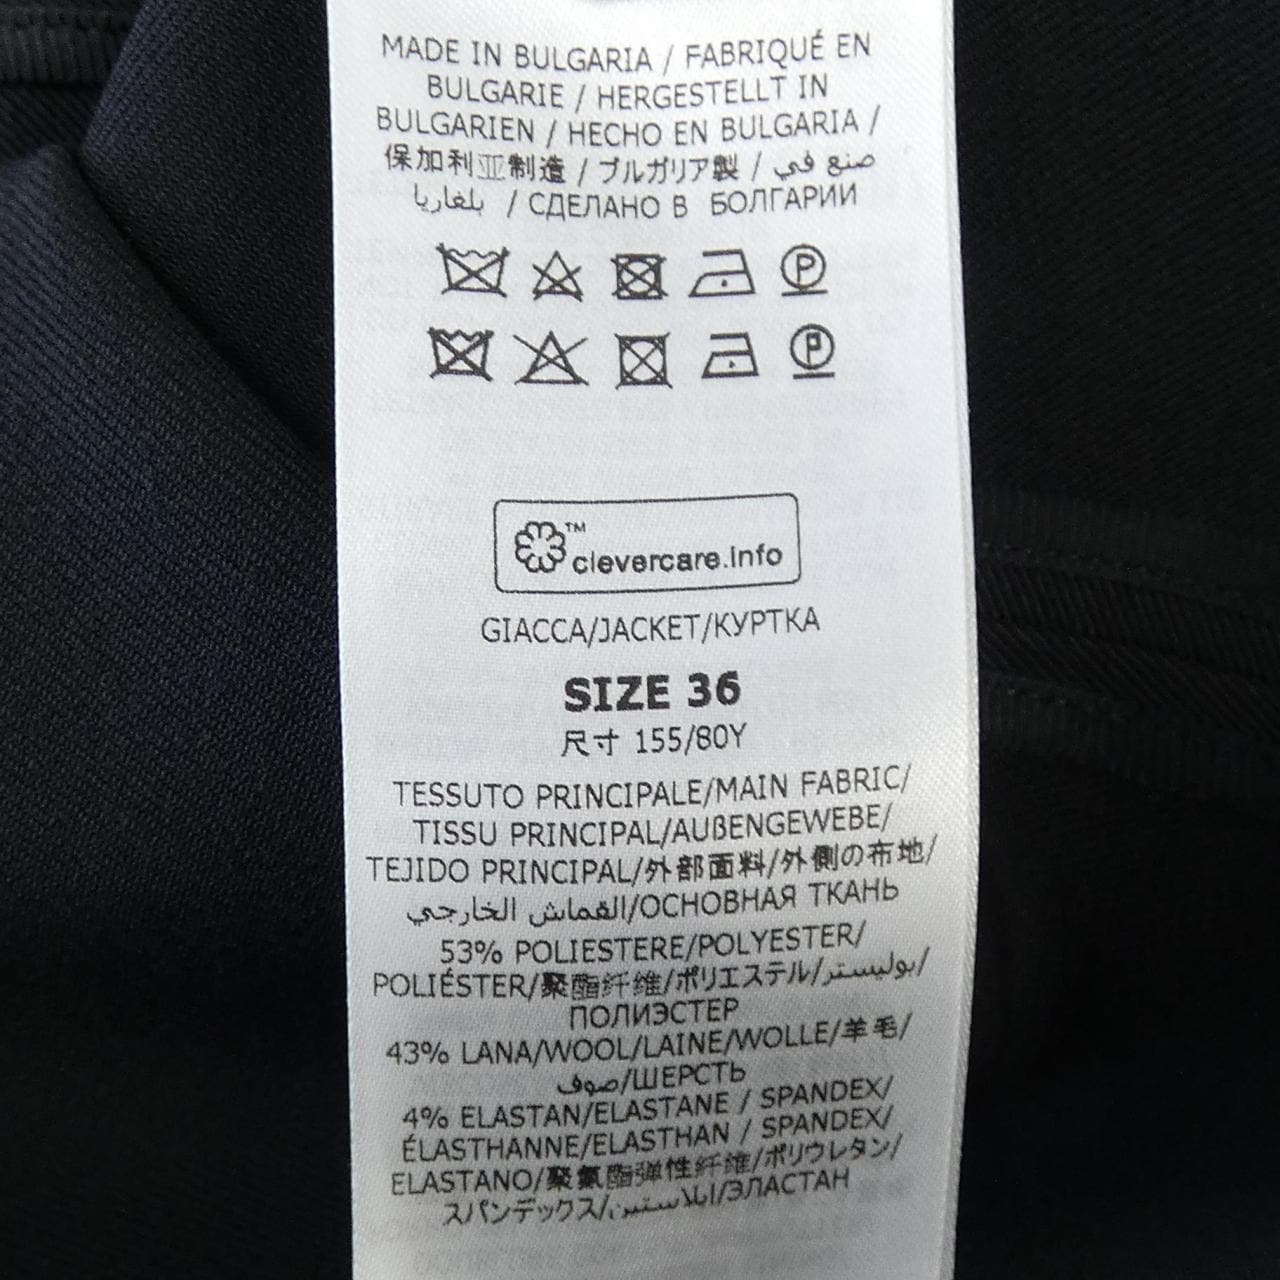 MADE IN BULGARIA / FABRIQUÉ EN
BULGARIE / HERGESTELLT IN
BULGARIEN / HECHO EN BULGARIA /
保加利亚制造 / ブルガリア製 / صنع في
بلغاريا / СДЕЛАНО В БОЛГАРИИ
P
P
™
clevercare.info
GIACCA/JACKET/КУРТКА
SIZE 36
尺寸 155/80Y
TESSUTO PRINCIPALE/MAIN FABRIC/
TISSU PRINCIPAL/AUßENGEWEBE/
TEJIDO PRINCIPAL/外部面料/外側の布地/
القماش الخارجي/ОСНОВНАЯ ТКАНЬ
53% POLIESTERE/POLYESTER/
POLIÉSTER/聚酯纤维/ポリエステル/بوليستر/
ПОЛИЭСТЕР
43% LANA/WOOL/LAINE/WOLLE/羊毛/
صوف/ШЕРСТЬ
4% ELASTAN/ELASTANE / SPANDEX/
ÉLASTHANNE/ELASTHAN / SPANDEX/
ELASTANO/聚氨酯弹性纤维/ポリウレタン/
スパンデックス/ايلاستين/ЭЛАСТАН